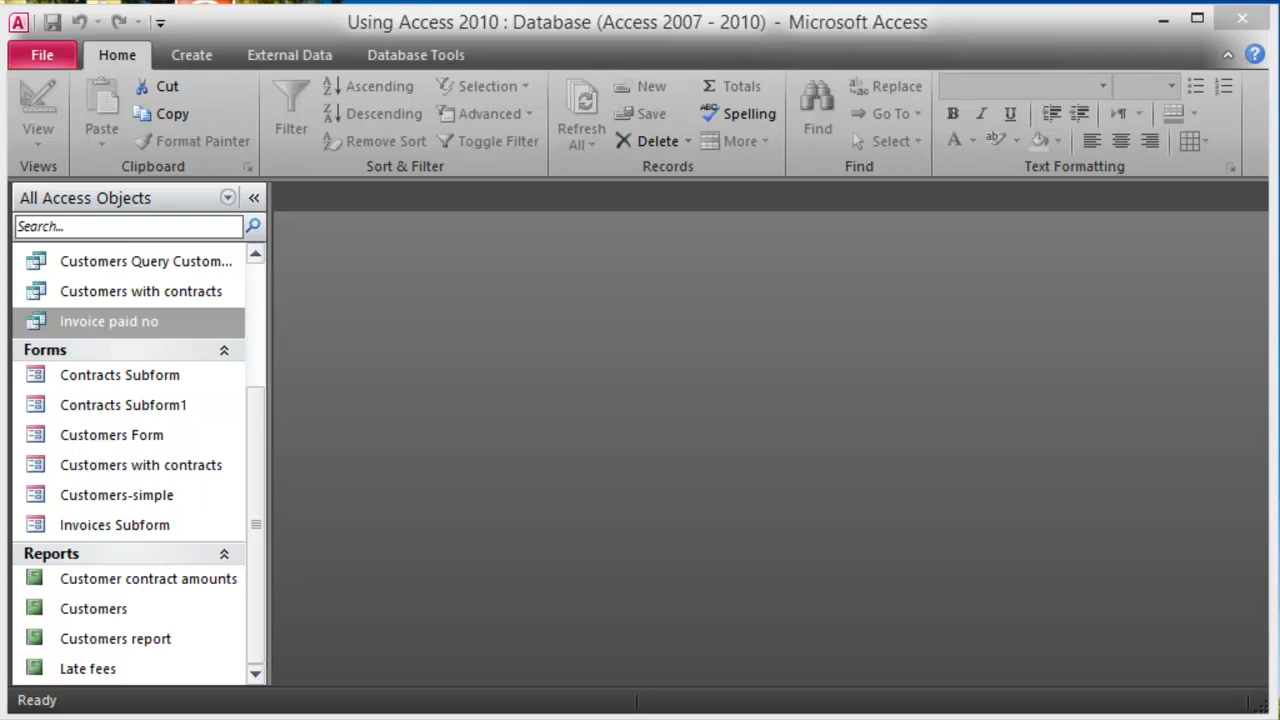 Using Access 2010 : Database (Access 2007 - 2010) - Microsoft Access
File Home Create External Data Database Tools
View
Views
Paste
Cut
Copy
Format Painter
Clipboard
Filter
Ascending
Descending
Remove Sort
Selection
Advanced
Toggle Filter
Sort & Filter
Refresh All
New
Save
Delete
Totals
Spelling
More
Records
Find
Replace
Go To
Select
Find
B I U
A ab
Text Formatting
All Access Objects
Search...
Customers Query Custom...
Customers with contracts
Invoice paid no
Forms
Contracts Subform
Contracts Subform1
Customers Form
Customers with contracts
Customers-simple
Invoices Subform
Reports
Customer contract amounts
Customers
Customers report
Late fees
Ready